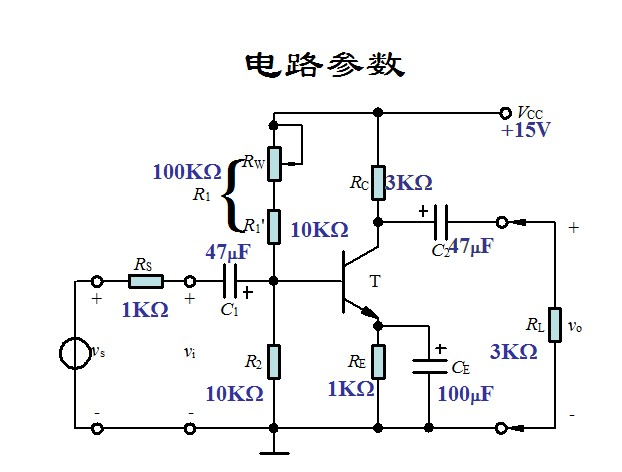 电路参数
VCC
+15V
100KΩ
RW
RC
3KΩ
R1
R1'
10KΩ
+
C2
47μF
+
47μF
RS
C1
+
T
+
1KΩ
+
RL
vo
vs
vi
R2
RE
+
CE
3KΩ
10KΩ
1KΩ
100μF
-
-
-